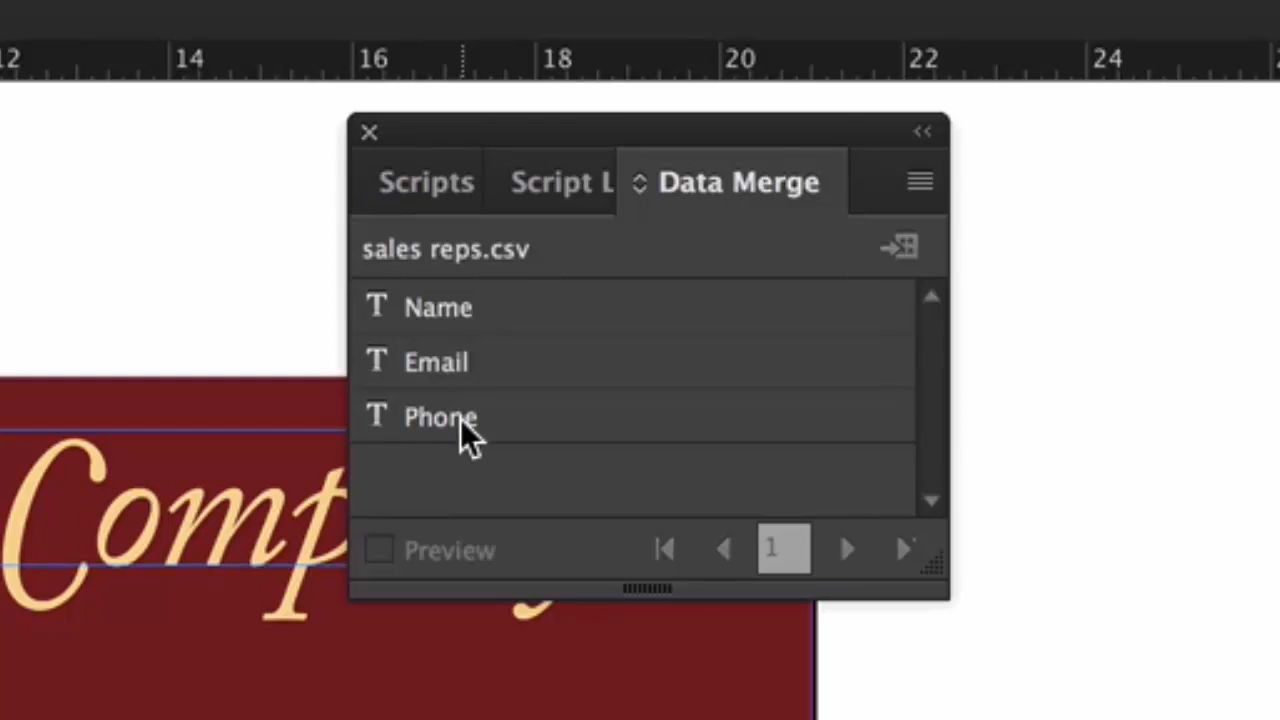 12 14 16 18 20 22 24
Scripts Script L Data Merge
sales reps.csv
T Name
T Email
T Phone
Comp
Preview 1